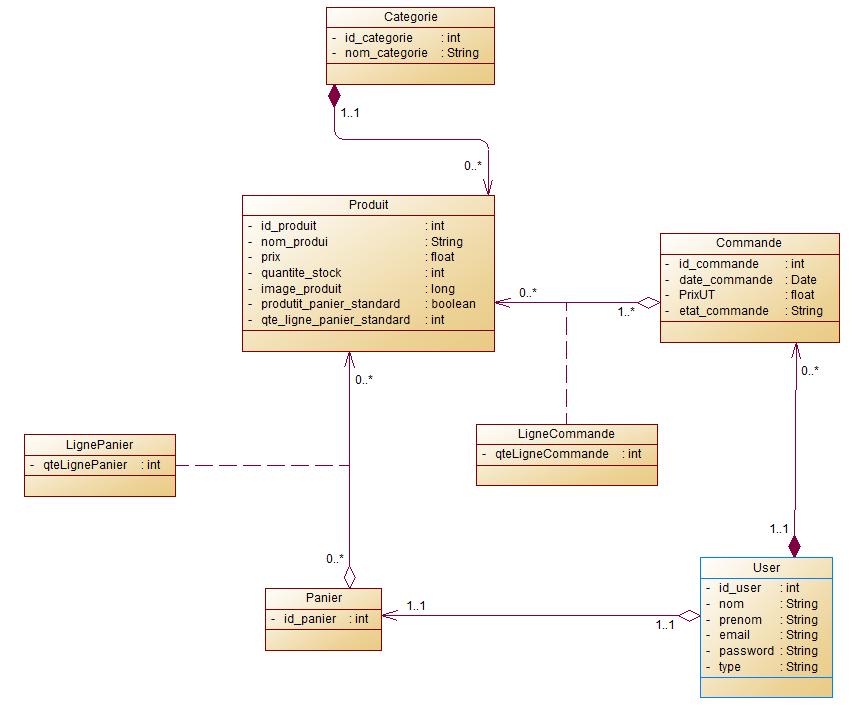 Categorie
- id_categorie : int
- nom_categorie : String
1..1
0..*
Produit
- id_produit : int
- nom_produi : String
- prix : float
- quantite_stock : int
- image_produit : long
- produtit_panier_standard : boolean
- qte_ligne_panier_standard : int
Commande
- id_commande : int
- date_commande : Date
- PrixUT : float
- etat_commande : String
0..*
1..*
0..*
0..*
LignePanier
- qteLignePanier : int
LigneCommande
- qteLigneCommande : int
0..*
1..1
Panier
- id_panier : int
1..1
1..1
User
- id_user : int
- nom : String
- prenom : String
- email : String
- password : String
- type : String